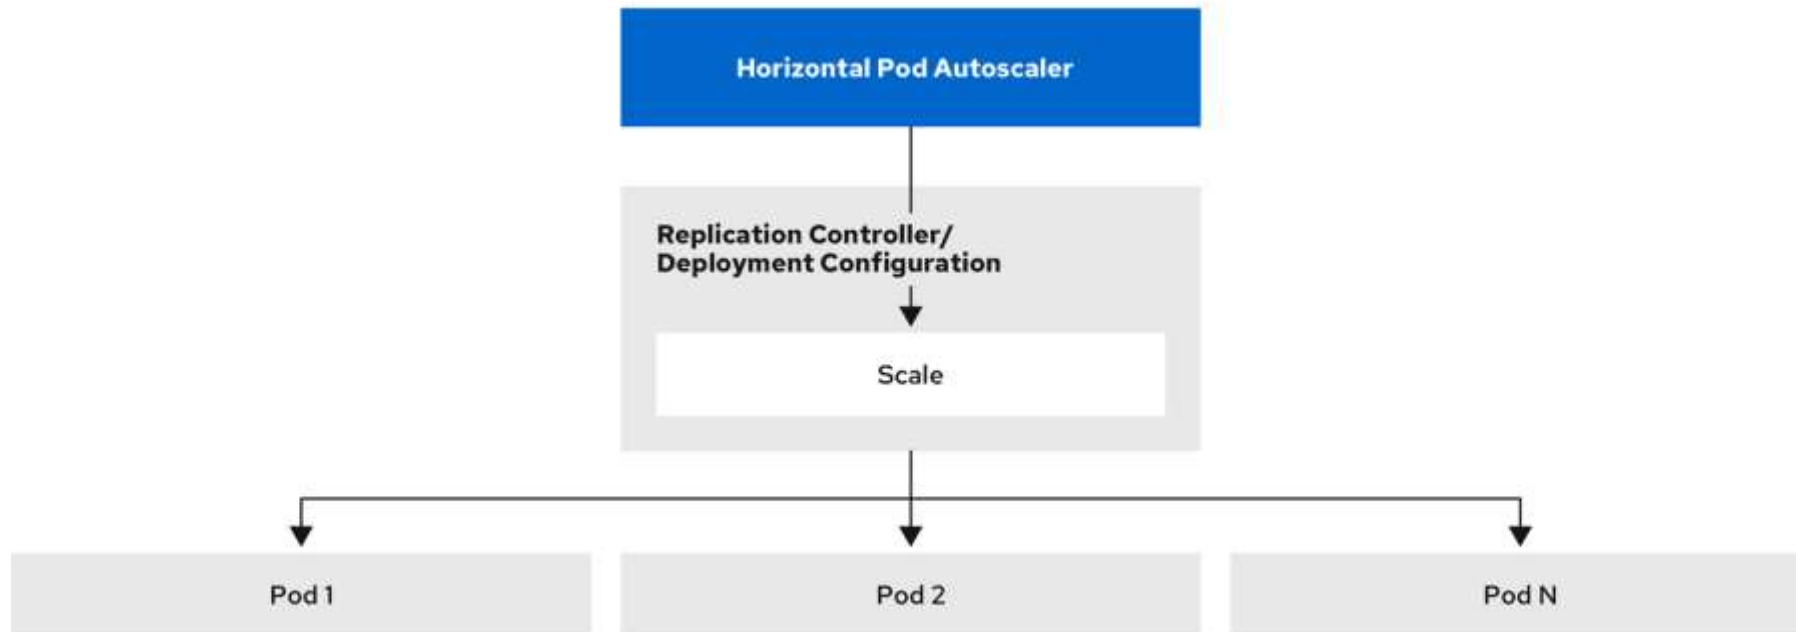 Horizontal Pod Autoscaler
Replication Controller/
Deployment Configuration
Scale
Pod 1
Pod 2
Pod N